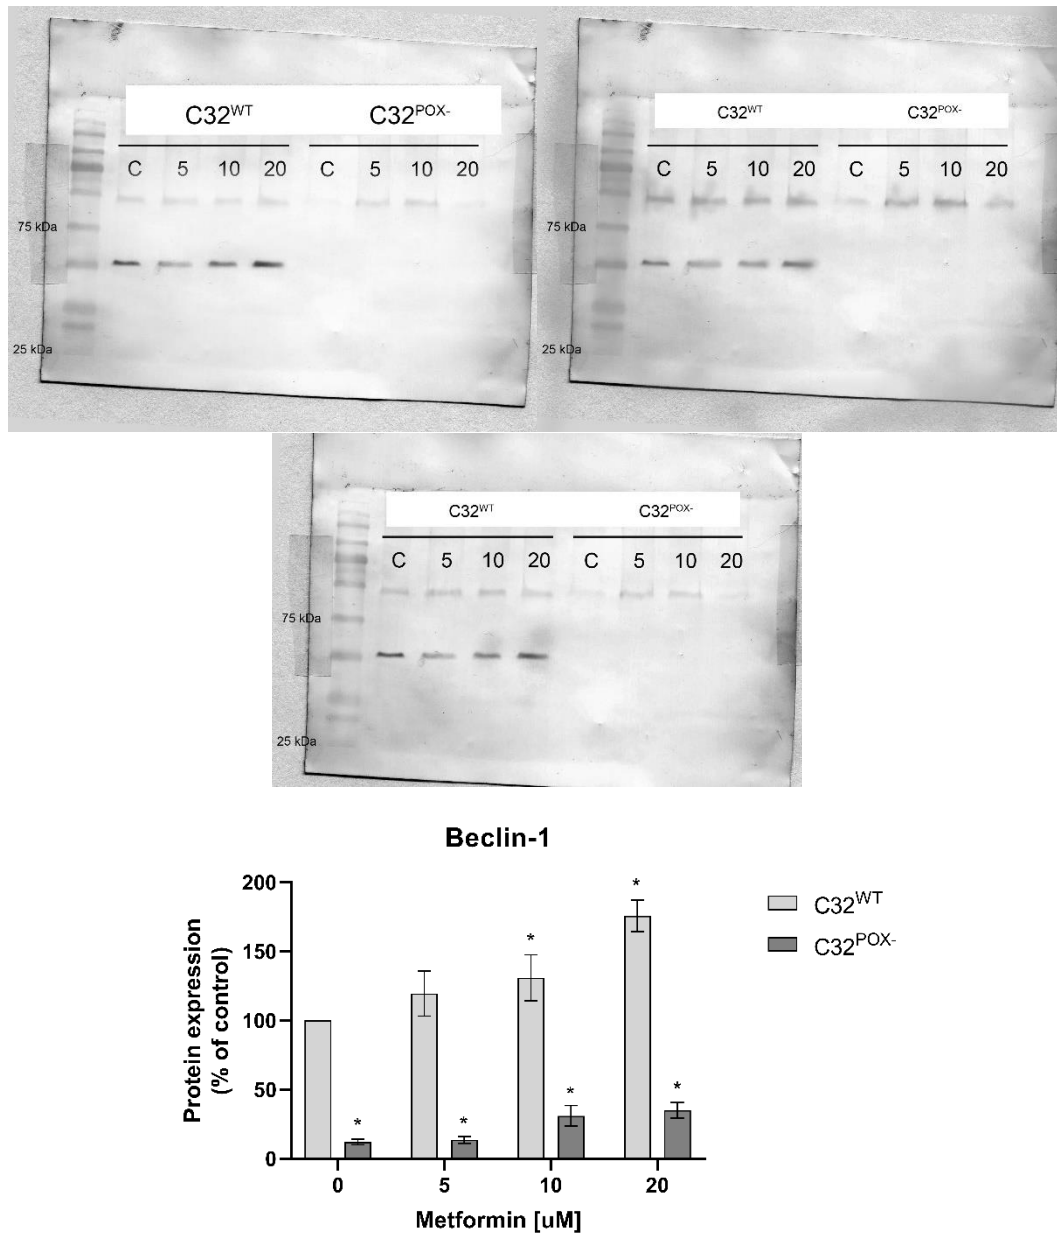 C32WT C32POX-
C 5 10 20 C 5 10 20
75 kDa
25 kDa
C32WT C32POX-
C 5 10 20 C 5 10 20
75 kDa
25 kDa
C32WT C32POX-
C 5 10 20 C 5 10 20
75 kDa
25 kDa
Beclin-1
Protein expression
(% of control)
200
150
100
50
0
* * * * * *
0 5 10 20
Metformin [uM]
C32WT
C32POX-